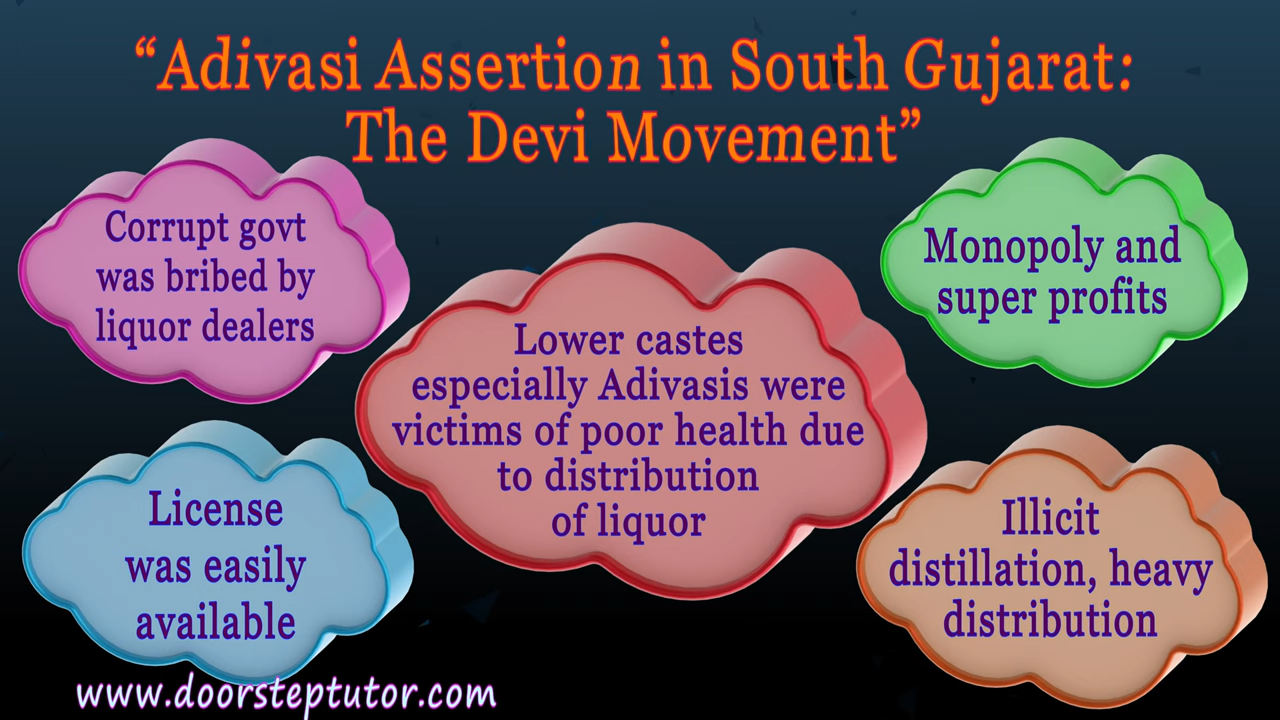 “Adivasi Assertion in South Gujarat:
The Devi Movement”
Corrupt govt
was bribed by
liquor dealers
Monopoly and
super profits
Lower castes
especially Adivasis were
victims of poor health due
to distribution
of liquor
License
was easily
available
Illicit
distillation, heavy
distribution
www.doorsteptutor.com